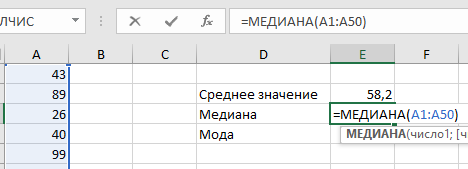 ЛЧИС =МЕДИАНА(A1:A50)
A B C D E F
43
89 Среднее значение 58,2
26 Медиана =МЕДИАНА(A1:A50)
40 Мода МЕДИАНА(число1; [ч
99